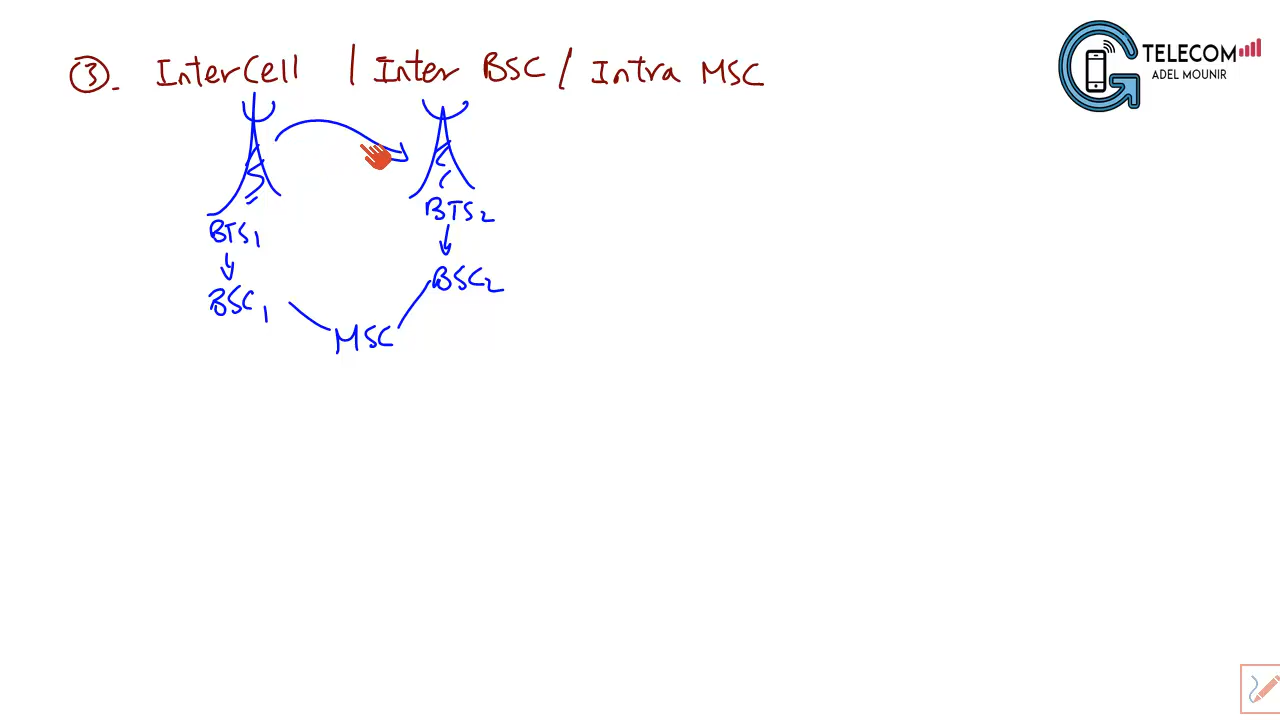 ③. InterCell | Inter BSC / Intra MSC
TELECOM
ADEL MOUNIR
BTS₁
BTS₂
BSC₁
BSC₂
MSC